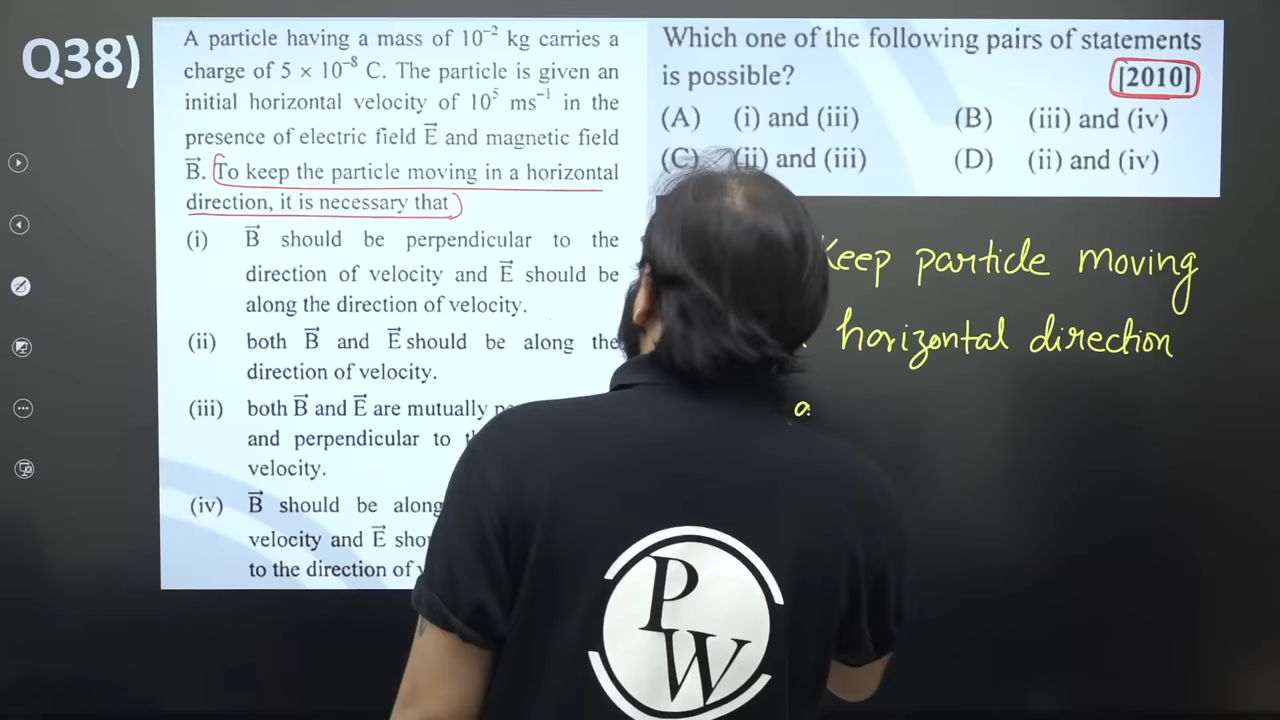 Q38)
A particle having a mass of 10⁻² kg carries a
charge of 5 × 10⁻⁸ C. The particle is given an
initial horizontal velocity of 10⁵ ms⁻¹ in the
presence of electric field E⃗ and magnetic field
B⃗. To keep the particle moving in a horizontal
direction, it is necessary that
(i) B⃗ should be perpendicular to the
direction of velocity and E⃗ should be
along the direction of velocity.
(ii) both B⃗ and E⃗ should be along the
direction of velocity.
(iii) both B⃗ and E⃗ are mutually
and perpendicular to
velocity.
(iv) B⃗ should be along
velocity and E⃗
to the direction of
Which one of the following pairs of statements
is possible? [2010]
(A) (i) and (iii) (B) (iii) and (iv)
(C) (ii) and (iii) (D) (ii) and (iv)
Keep particle moving
horizontal direction
PW